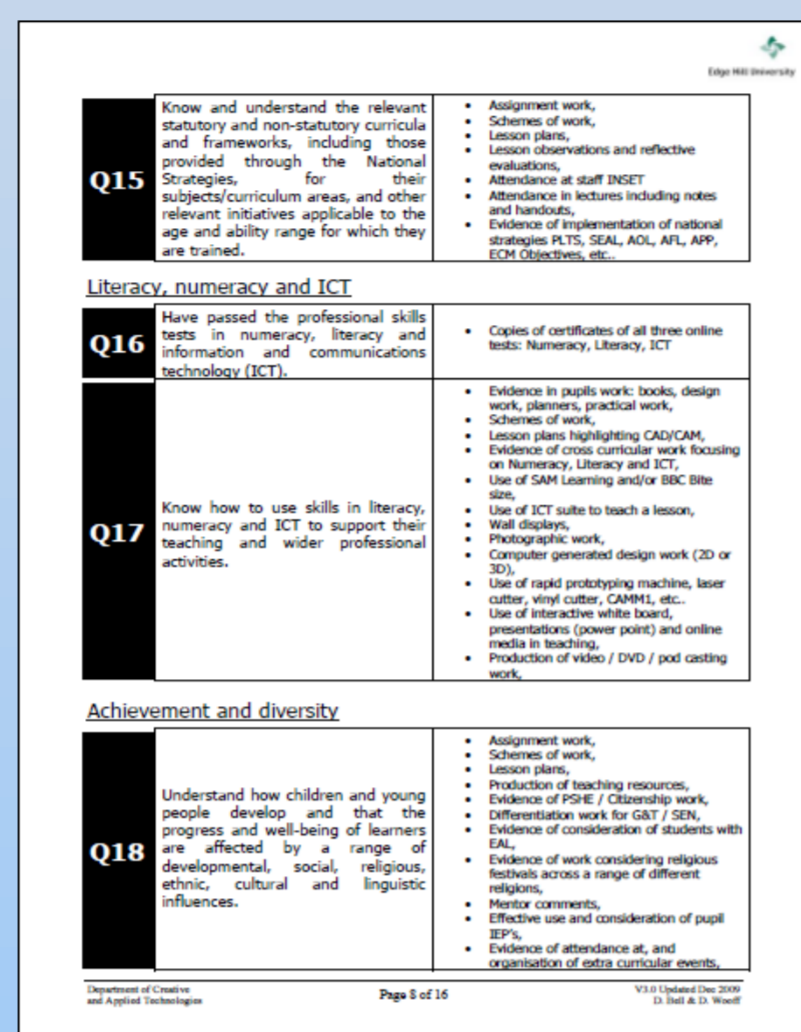 Edge Hill University
Q15
Know and understand the relevant
statutory and non-statutory curricula
and frameworks, including those
provided through the National
Strategies, for their
subjects/curriculum areas, and other
relevant initiatives applicable to the
age and ability range for which they
are trained.
• Assignment work,
• Schemes of work,
• Lesson plans,
• Lesson observations and reflective
evaluations,
• Attendance at staff INSET
• Attendance in lectures including notes
and handouts,
• Evidence of implementation of national
strategies PLTS, SEAL, AOL, AFL, APP,
ECM Objectives, etc..
Literacy, numeracy and ICT
Q16
Have passed the professional skills
tests in numeracy, literacy and
information and communications
technology (ICT).
• Copies of certificates of all three online
tests: Numeracy, Literacy, ICT
Q17
Know how to use skills in literacy,
numeracy and ICT to support their
teaching and wider professional
activities.
• Evidence in pupils work: books, design
work, planners, practical work,
• Schemes of work,
• Lesson plans highlighting CAD/CAM,
• Evidence of cross curricular work focusing
on Numeracy, Literacy and ICT,
• Use of SAM Learning and/or BBC Bite
size,
• Use of ICT suite to teach a lesson,
• Wall displays,
• Photographic work,
• Computer generated design work (2D or
3D),
• Use of rapid prototyping machine, laser
cutter, vinyl cutter, CAMM1, etc..
• Use of interactive white board,
presentations (power point) and online
media in teaching,
• Production of video / DVD / pod casting
work,
Achievement and diversity
Q18
Understand how children and young
people develop and that the
progress and well-being of learners
are affected by a range of
developmental, social, religious,
ethnic, cultural and linguistic
influences.
• Assignment work,
• Schemes of work,
• Lesson plans,
• Production of teaching resources,
• Evidence of PSHE / Citizenship work,
• Differentiation work for G&T / SEN,
• Evidence of consideration of students with
EAL,
• Evidence of work considering religious
festivals across a range of different
religions,
• Mentor comments,
• Effective use and consideration of pupil
IEP's,
• Evidence of attendance at, and
organisation of extra curricular events,
Department of Creative
and Applied Technologies
Page 8 of 16
V3.0 Updated Dec 2009
D. Bell & D. Wooff